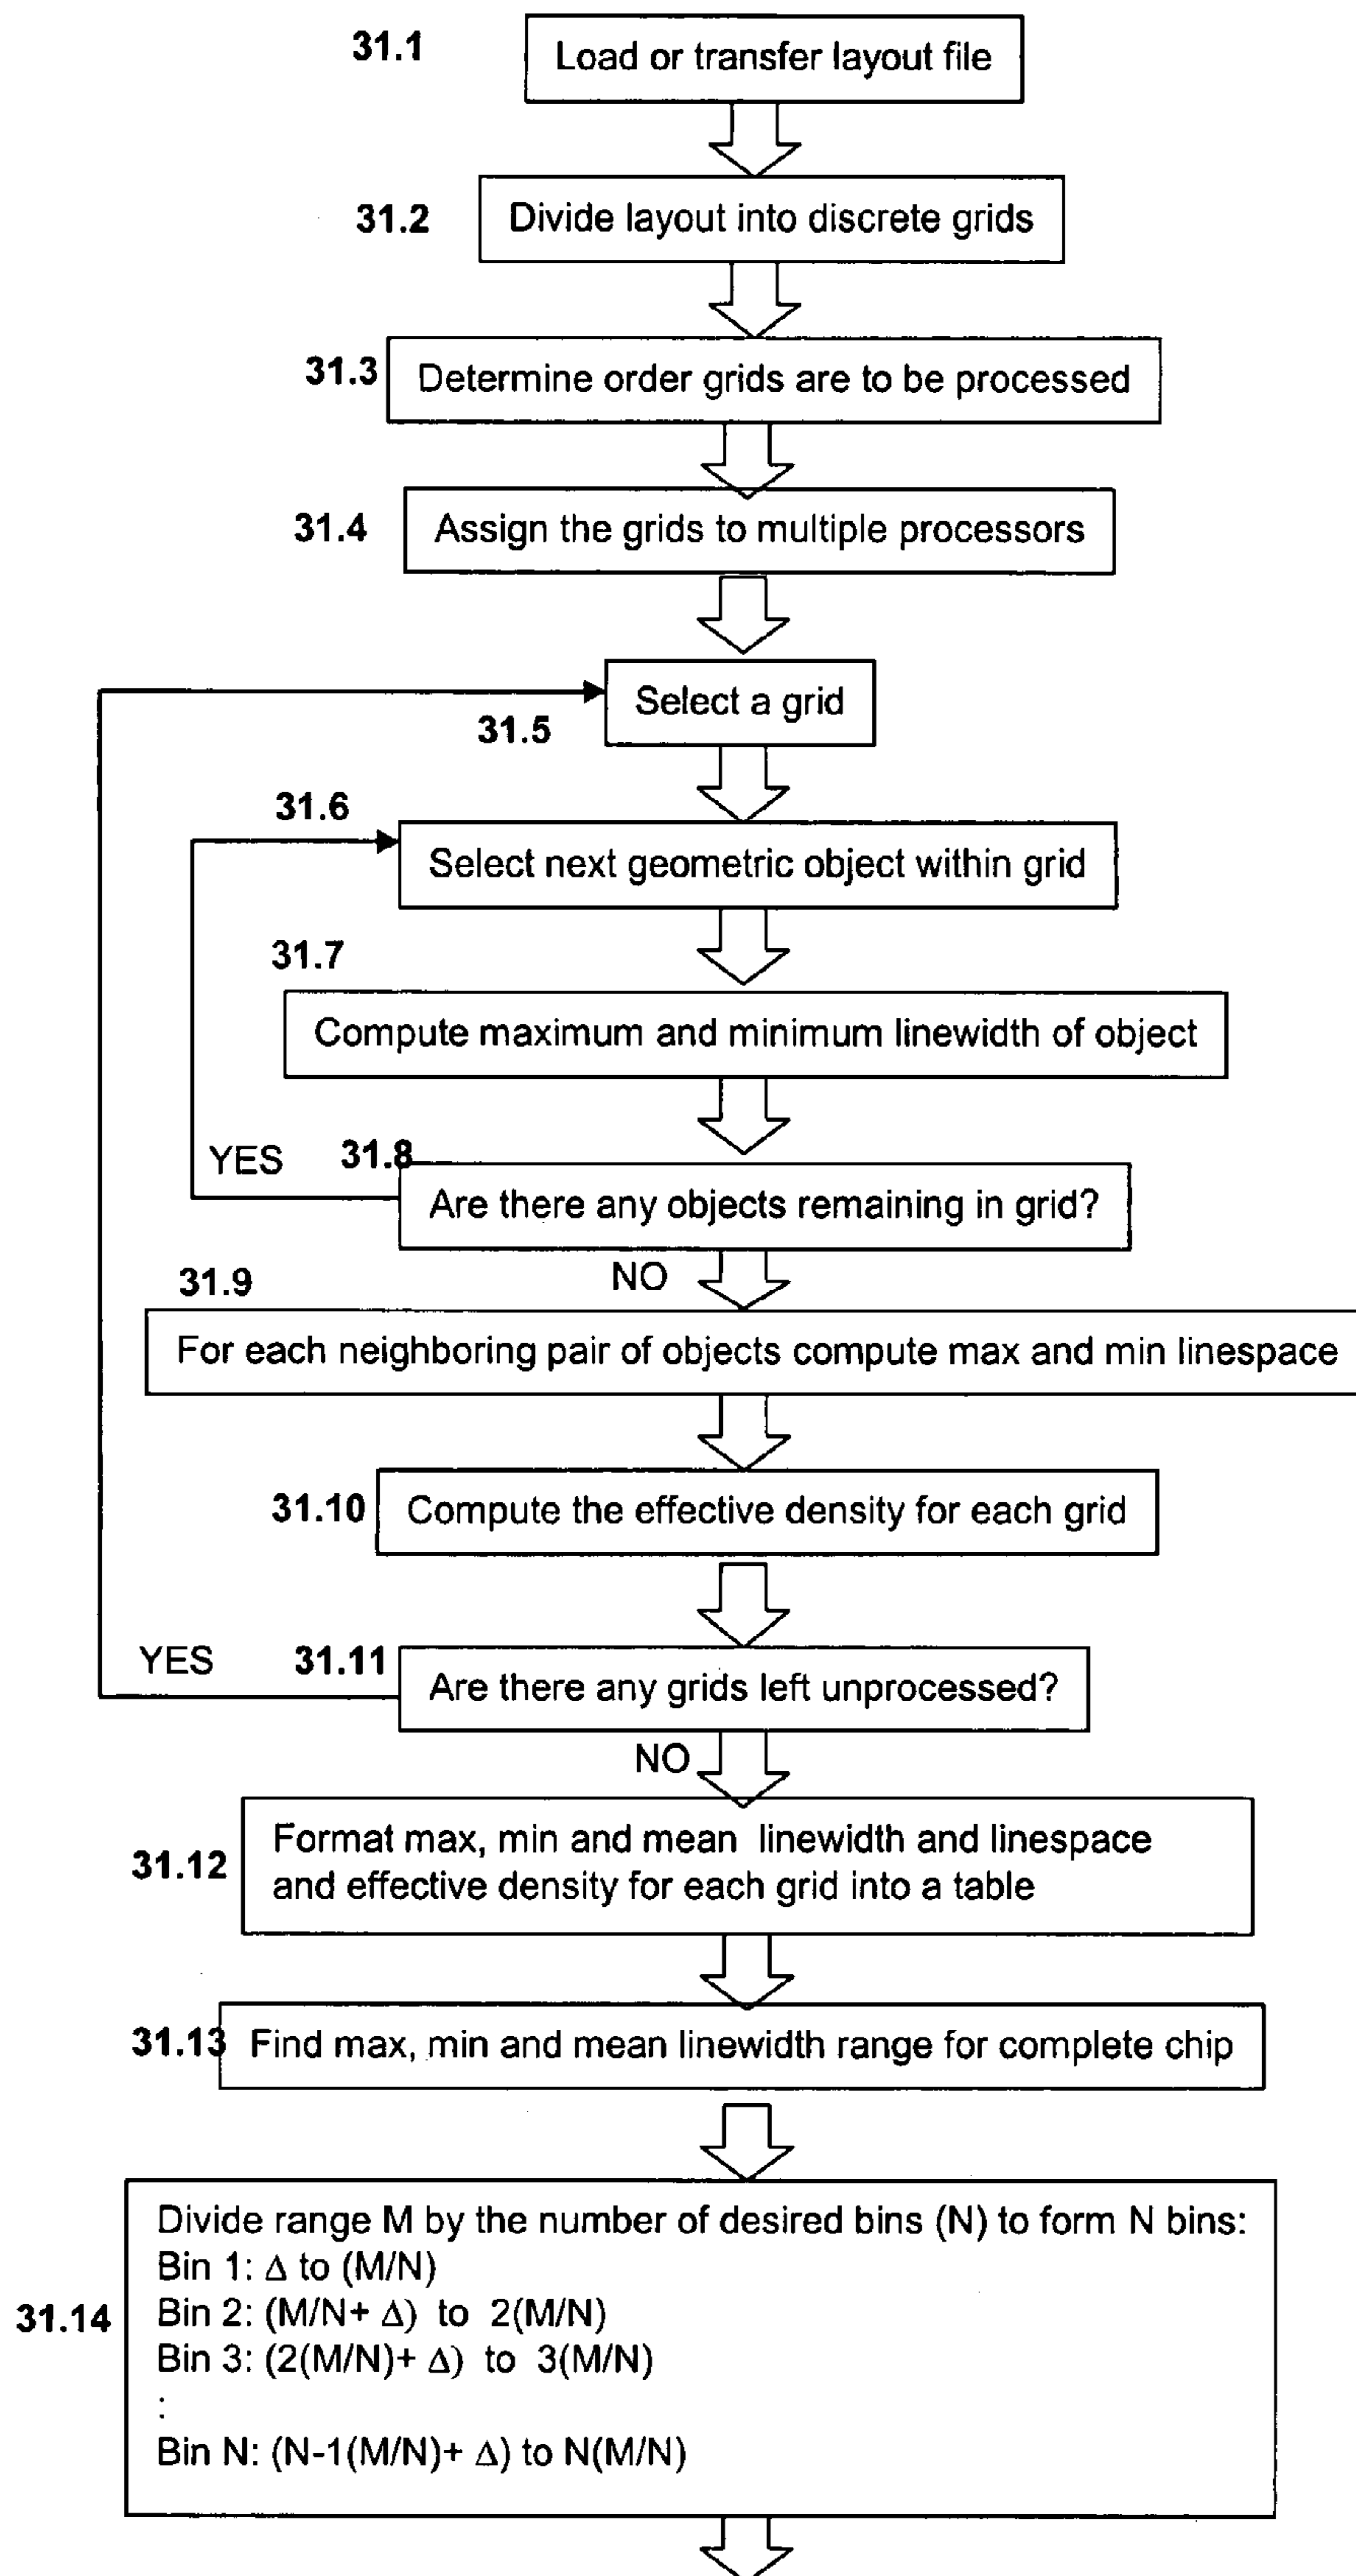 31.1
Load or transfer layout file
31.2
Divide layout into discrete grids
31.3
Determine order grids are to be processed
31.4
Assign the grids to multiple processors
Select a grid
31.5
31.6
Select next geometric object within grid
31.7
Compute maximum and minimum linewidth of object
YES
31.8
Are there any objects remaining in grid?
NO
31.9
For each neighboring pair of objects compute max and min linespace
31.10
Compute the effective density for each grid
YES
31.11
Are there any grids left unprocessed?
NO
31.12
Format max, min and mean linewidth and linespace
and effective density for each grid into a table
31.13
Find max, min and mean linewidth range for complete chip
31.14
Divide range M by the number of desired bins (N) to form N bins:
Bin 1: Δ to (M/N)
Bin 2: (M/N+ Δ) to 2(M/N)
Bin 3: (2(M/N)+ Δ) to 3(M/N)
:
Bin N: (N-1(M/N)+ Δ) to N(M/N)